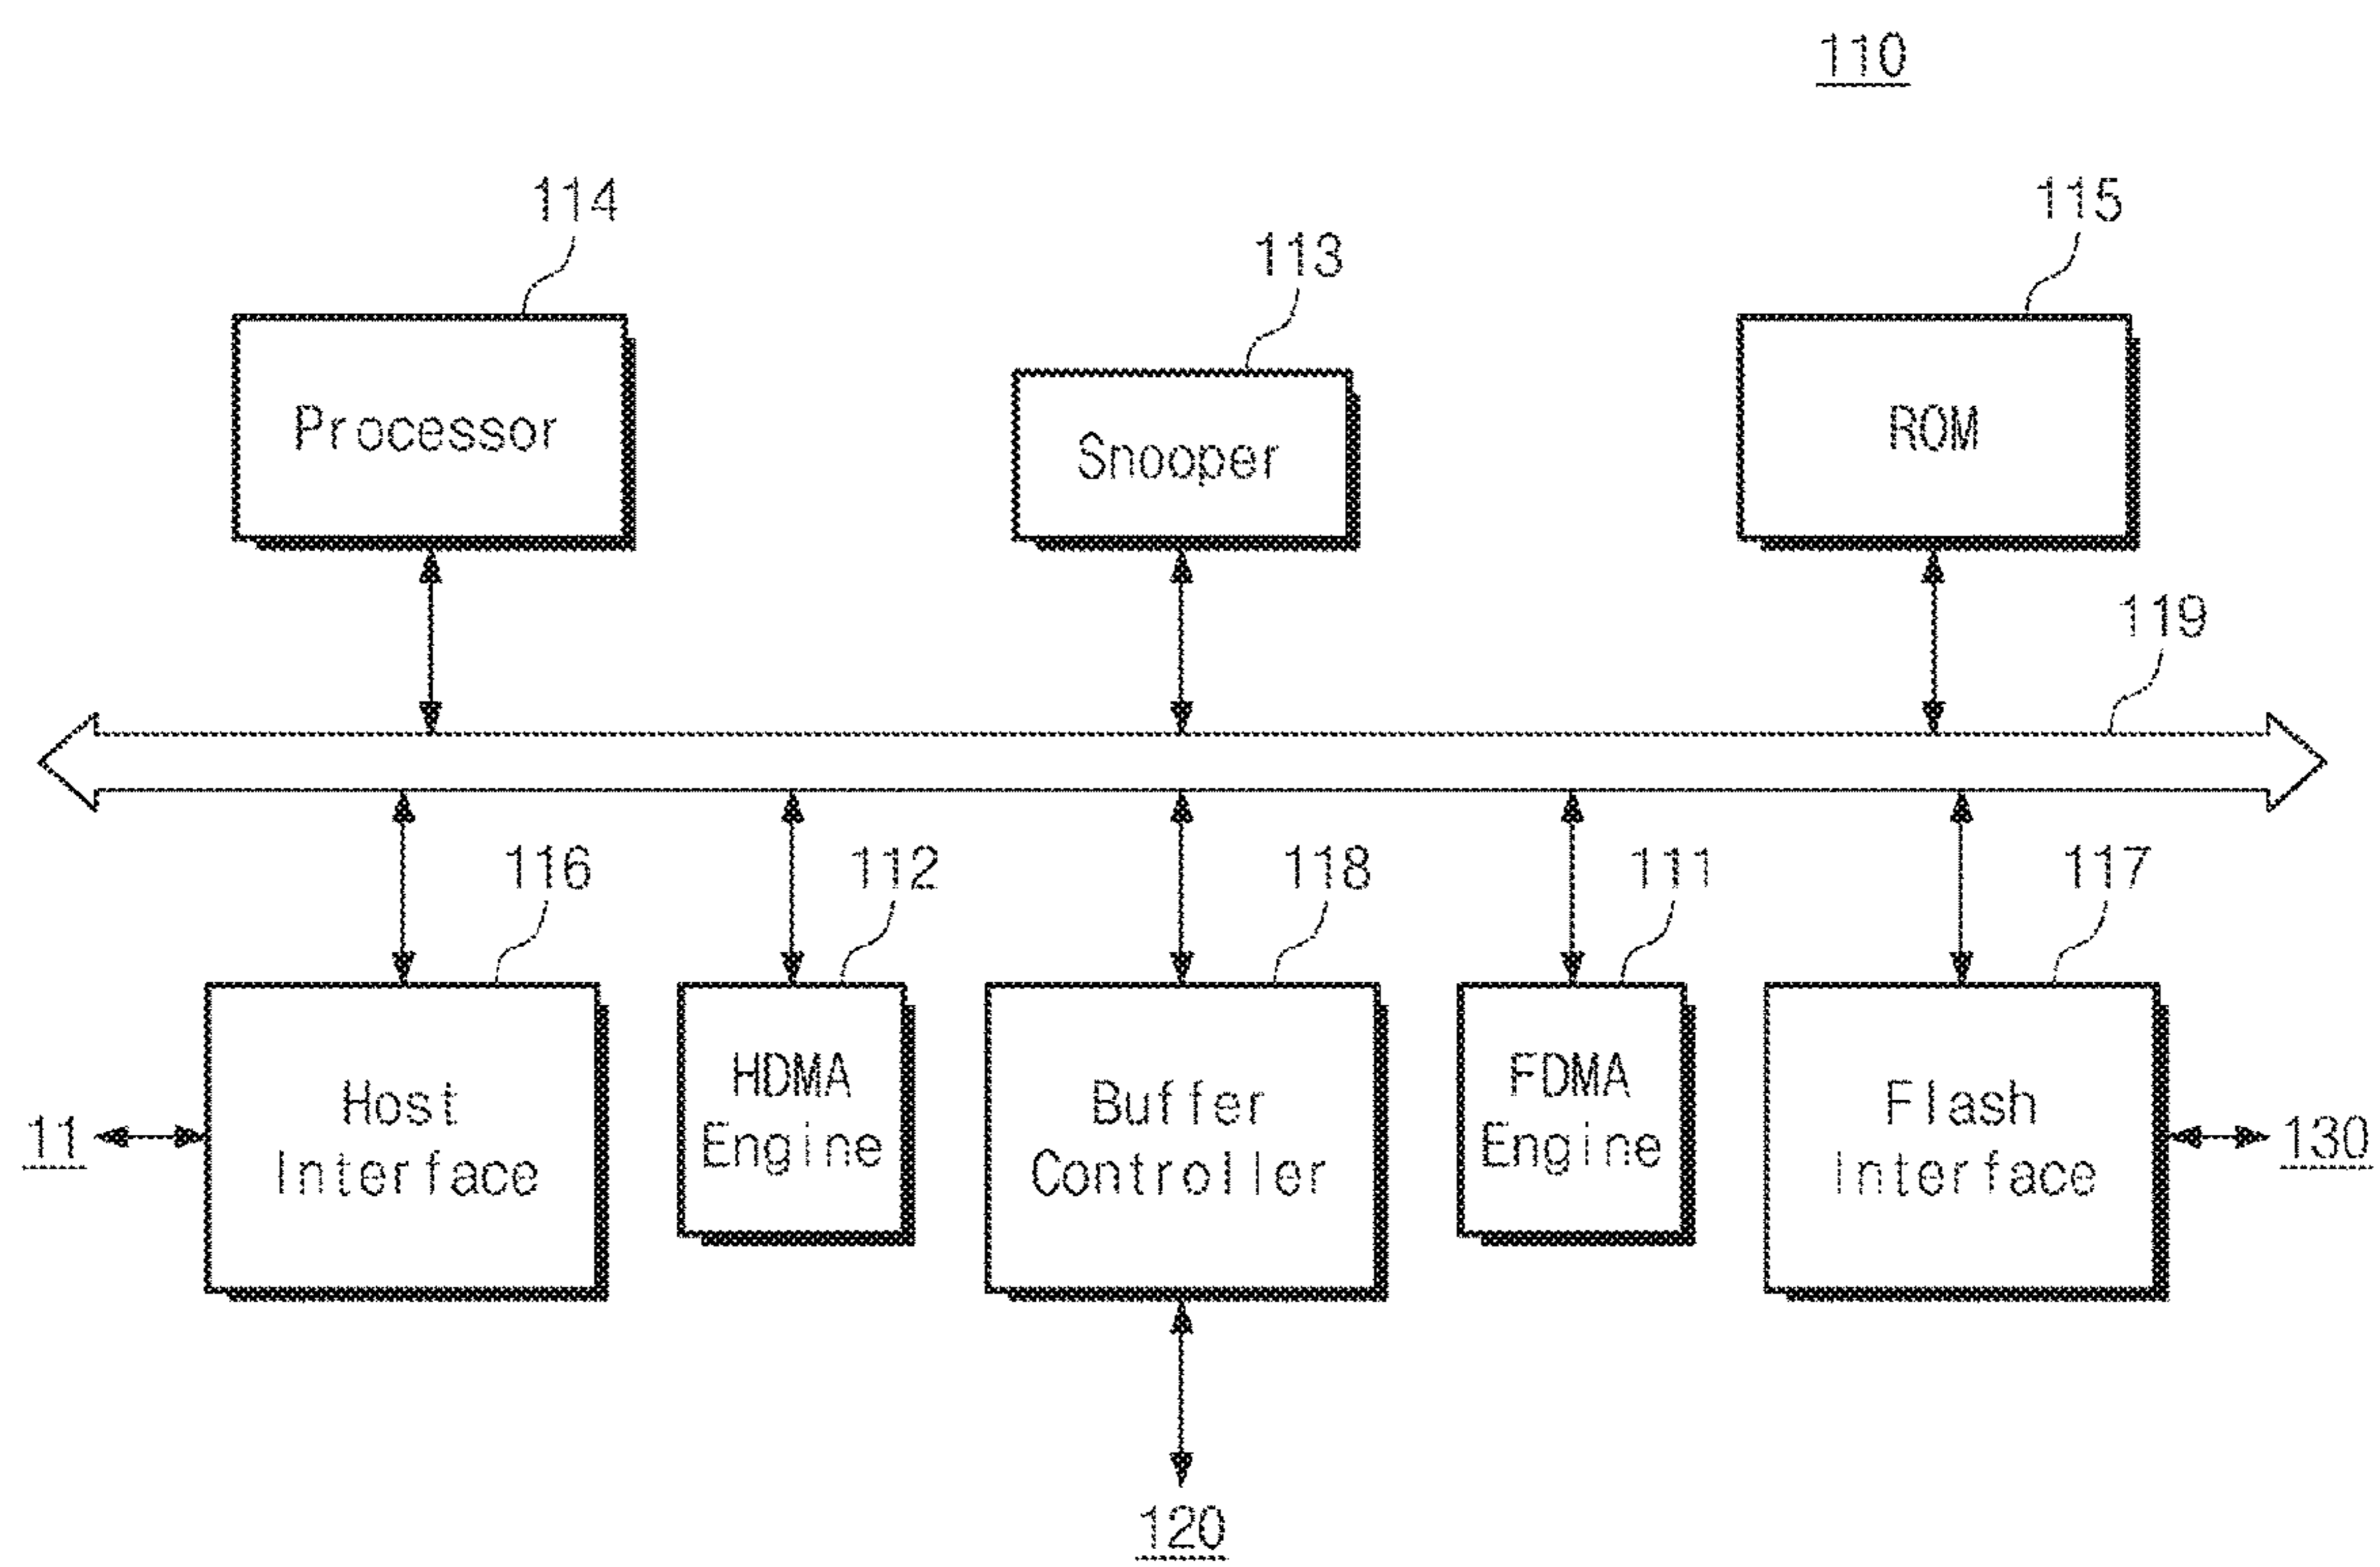 110
114
113
115
Processor
Snooper
ROM
119
116
112
118
111
117
Host
Interface
HDMA
Engine
Buffer
Controller
FDMA
Engine
Flash
Interface
11
130
120